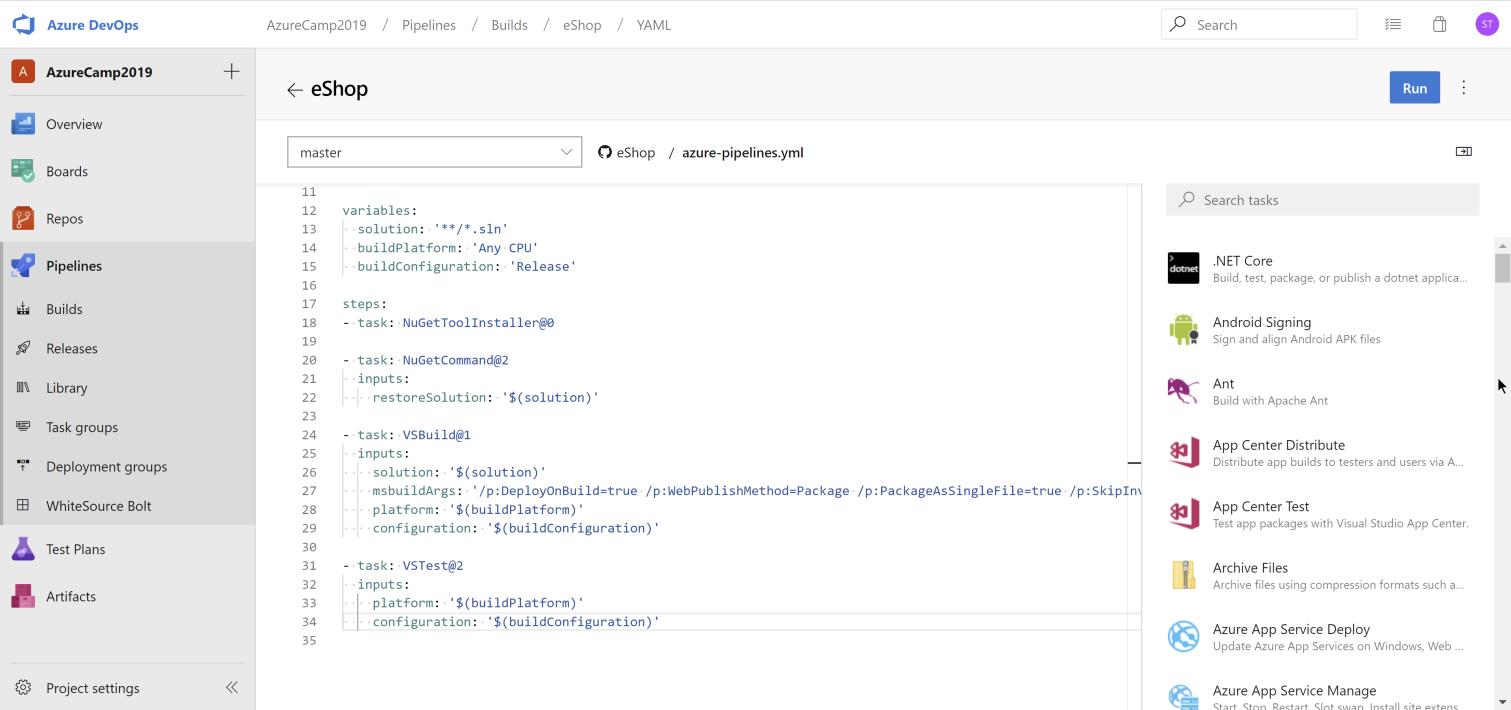 Azure DevOps
AzureCamp2019 / Pipelines / Builds / eShop / YAML
Search
ST
A AzureCamp2019
Overview
Boards
Repos
Pipelines
Builds
Releases
Library
Task groups
Deployment groups
WhiteSource Bolt
Test Plans
Artifacts
Project settings
eShop
Run
master
eShop / azure-pipelines.yml
11
12 variables:
13 solution: '**/*.sln'
14 buildPlatform: 'Any CPU'
15 buildConfiguration: 'Release'
16
17 steps:
18 - task: NuGetToolInstaller@0
19
20 - task: NuGetCommand@2
21 inputs:
22 restoreSolution: '$(solution)'
23
24 - task: VSBuild@1
25 inputs:
26 solution: '$(solution)'
27 msbuildArgs: '/p:DeployOnBuild=true /p:WebPublishMethod=Package /p:PackageAsSingleFile=true /p:SkipInv
28 platform: '$(buildPlatform)'
29 configuration: '$(buildConfiguration)'
30
31 - task: VSTest@2
32 inputs:
33 platform: '$(buildPlatform)'
34 configuration: '$(buildConfiguration)'
35
Search tasks
dotnet
.NET Core
Build, test, package, or publish a dotnet applica...
Android Signing
Sign and align Android APK files
Ant
Build with Apache Ant
App Center Distribute
Distribute app builds to testers and users via A...
App Center Test
Test app packages with Visual Studio App Center.
Archive Files
Archive files using compression formats such a...
Azure App Service Deploy
Update Azure App Services on Windows, Web ...
Azure App Service Manage
Start, Stop, Restart, Slot swap, Install site extens...